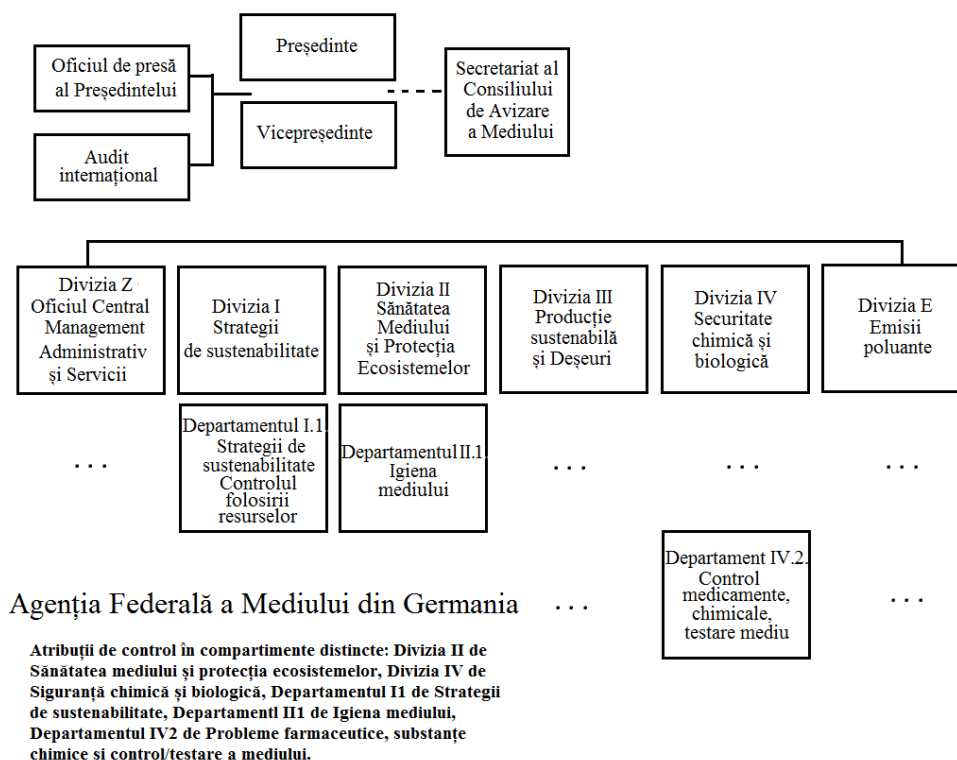 Președinte
Oficiul de presă
al Președintelui
Secretariat al
Consiliului
de Avizare
a Mediului
Vicepreședinte
Audit
internațional
Divizia Z
Oficiul Central
Management
Administrativ
și Servicii
Divizia I
Strategii
de sustenabilitate
Divizia II
Sănătatea
Mediului
și Protecția
Ecosistemelor
Divizia III
Producție
sustenabilă
și Deșeuri
Divizia IV
Securitate
chimică și
biologică
Divizia E
Emisii
poluante
. . .
Departamentul I.1.
Strategii de
sustenabilitate
Controlul
folosirii
resurselor
Departamentul II.1.
Igiena
mediului
. . .
. . .
. . .
Departament IV.2.
Control
medicamente,
chimicale,
testare mediu
. . .
. . .
Agenția Federală a Mediului din Germania
Atribuții de control în compartimente distincte: Divizia II de
Sănătatea mediului și protecția ecosistemelor, Divizia IV de
Siguranță chimică și biologică, Departamentul I1 de Strategii
de sustenabilitate, Departamentl II1 de Igiena mediului,
Departamentul IV2 de Probleme farmaceutice, substanțe
chimice si control/testare a mediului.